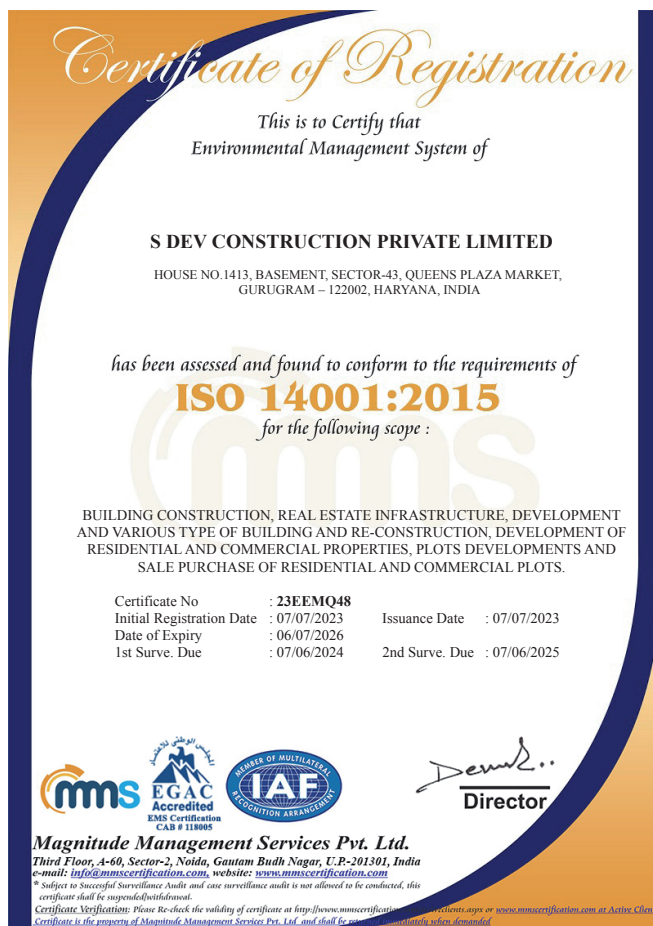 Certificate of Registration
This is to Certify that
Environmental Management System of
S DEV CONSTRUCTION PRIVATE LIMITED
HOUSE NO.1413, BASEMENT, SECTOR-43, QUEENS PLAZA MARKET,
GURUGRAM – 122002, HARYANA, INDIA
has been assessed and found to conform to the requirements of
ISO 14001:2015
for the following scope :
mms
BUILDING CONSTRUCTION, REAL ESTATE INFRASTRUCTURE, DEVELOPMENT
AND VARIOUS TYPE OF BUILDING AND RE-CONSTRUCTION, DEVELOPMENT OF
RESIDENTIAL AND COMMERCIAL PROPERTIES, PLOTS DEVELOPMENTS AND
SALE PURCHASE OF RESIDENTIAL AND COMMERCIAL PLOTS.
Certificate No : 23EEMQ48
Initial Registration Date : 07/07/2023 Issuance Date : 07/07/2023
Date of Expiry : 06/07/2026
1st Surve. Due : 07/06/2024 2nd Surve. Due : 07/06/2025
mms
المجلس الوطني للاعتماد
EGAC
Accredited
EMS Certification
CAB # 118005
MEMBER OF MULTILATERAL
IAF
RECOGNITION ARRANGEMENT
Director
Magnitude Management Services Pvt. Ltd.
Third Floor, A-60, Sector-2, Noida, Gautam Budh Nagar, U.P.-201301, India
e-mail: info@mmscertification.com, website: www.mmscertification.com
* Subject to Successful Surveillance Audit and case surveillance audit is not allowed to be conducted, this
certificate shall be suspended/withdrawal.
Certificate Verification: Please Re-check the validity of certificate at http://www.mmscertification. clients.aspx or www.mmscertification.com at Active Clien
Certificate is the property of Magnitude Management Services Pvt. Ltd and shall be when demanded